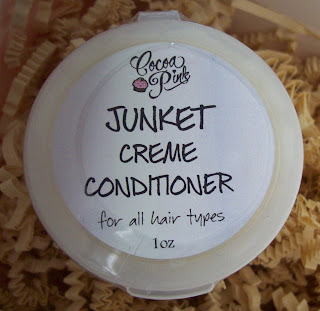 Cocoa
Pink
JUNKET
CREME
CONDITIONER
for all hair types
1oz